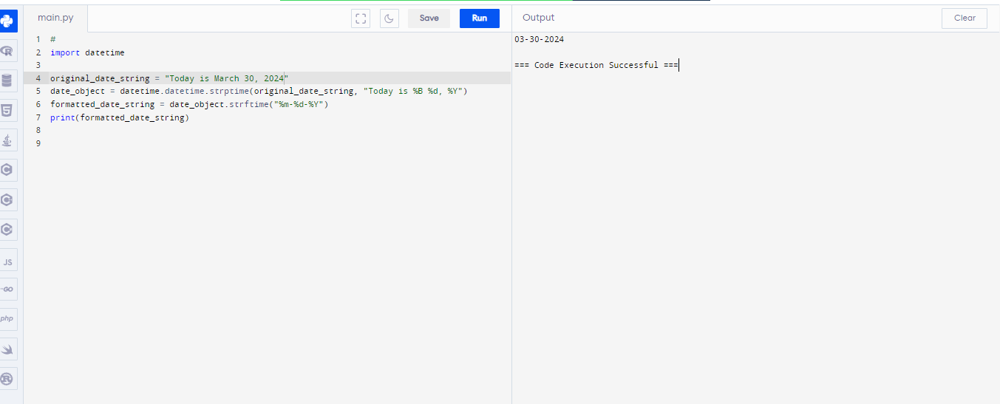 main.py
Save
Run
Output
Clear
1 #
2 import datetime
3
4 original_date_string = "Today is March 30, 2024"
5 date_object = datetime.datetime.strptime(original_date_string, "Today is %B %d, %Y")
6 formatted_date_string = date_object.strftime("%m-%d-%Y")
7 print(formatted_date_string)
8
9
03-30-2024
=== Code Execution Successful ===
R
5
C
C
C
JS
GO
php
R